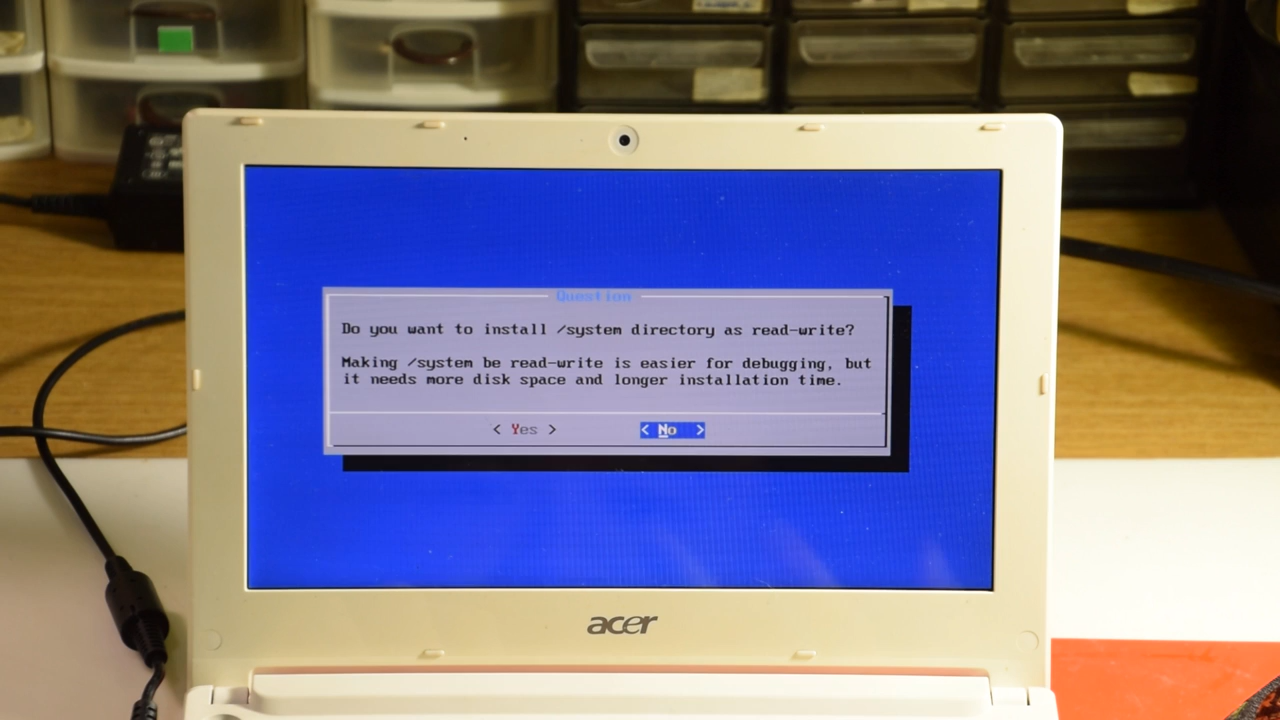 Question
Do you want to install /system directory as read-write?
Making /system be read-write is easier for debugging, but
it needs more disk space and longer installation time.
< Yes > < No >
acer